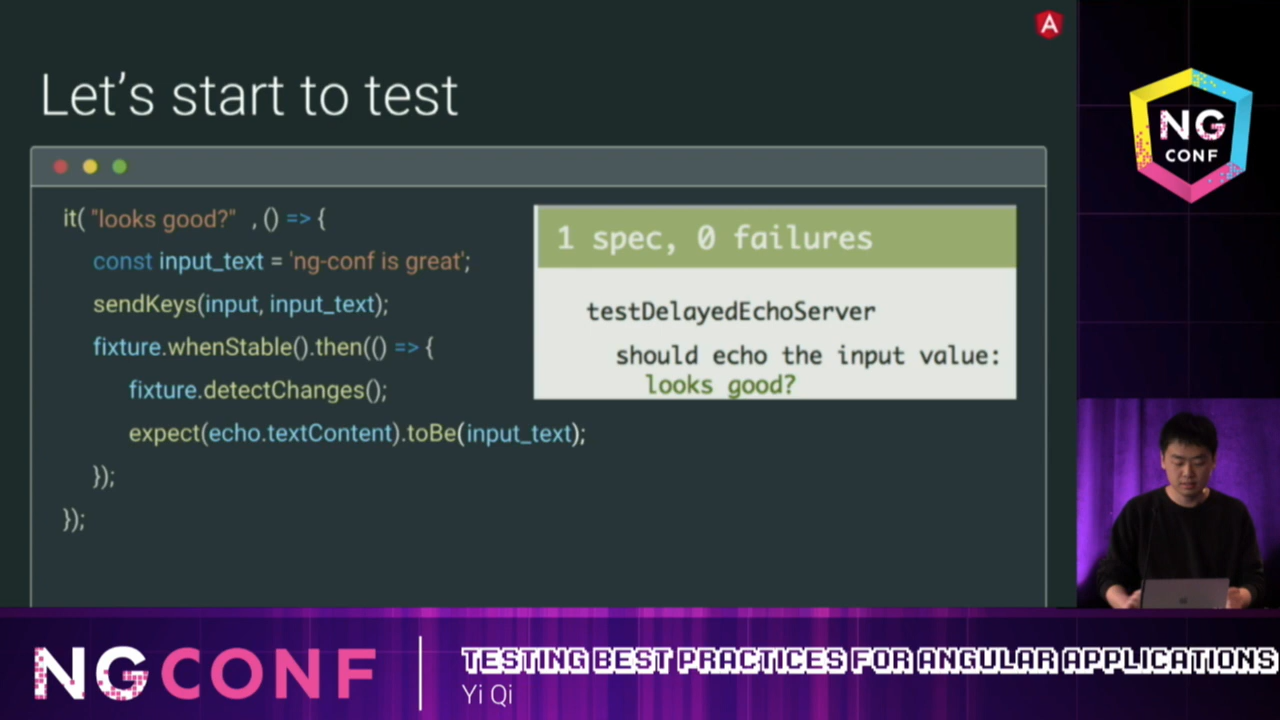 A
Let's start to test
it( "looks good?" , () => {
const input_text = 'ng-conf is great';
sendKeys(input, input_text);
fixture.whenStable().then(() => {
fixture.detectChanges();
expect(echo.textContent).toBe(input_text);
});
});
1 spec, 0 failures
testDelayedEchoServer
should echo the input value:
looks good?
NG
CONF
NG CONF
TESTING BEST PRACTICES FOR ANGULAR APPLICATIONS
Yi Qi